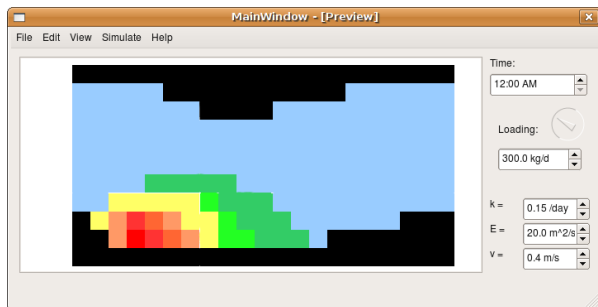 MainWindow - [Preview]
File Edit View Simulate Help
Time:
12:00 AM
Loading:
300.0 kg/d
k = 0.15 /day
E = 20.0 m^2/s
v = 0.4 m/s